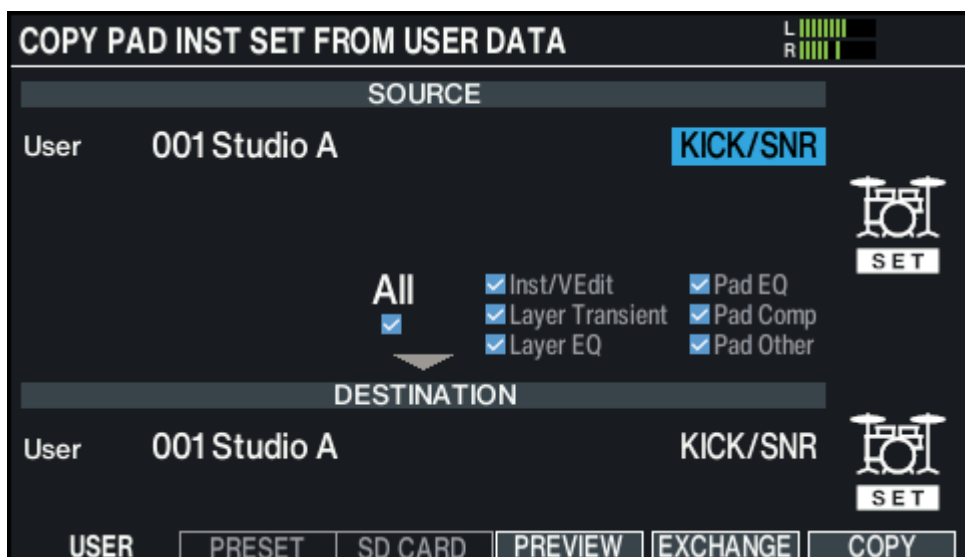 COPY PAD INST SET FROM USER DATA
L
R
SOURCE
User 001 Studio A KICK/SNR
SET
All
Inst/VEdit Pad EQ
Layer Transient Pad Comp
Layer EQ Pad Other
DESTINATION
User 001 Studio A KICK/SNR
SET
USER PRESET SD CARD PREVIEW EXCHANGE COPY